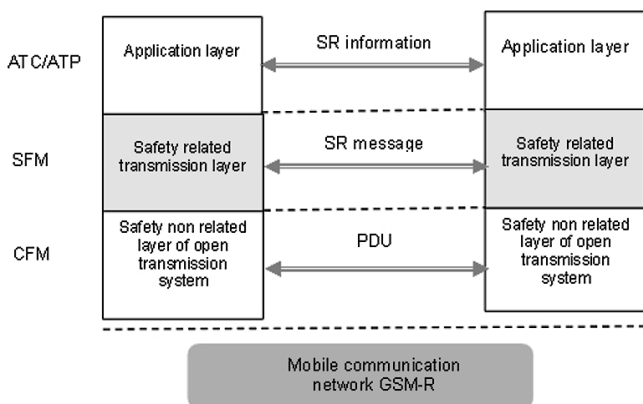 ATC/ATP
Application layer
SR information
Application layer
SFM
Safety related
transmission layer
SR message
Safety related
transmission layer
CFM
Safety non related
layer of open
transmission
system
PDU
Safety non related
layer of open
transmission
system
Mobile communication
network GSM-R